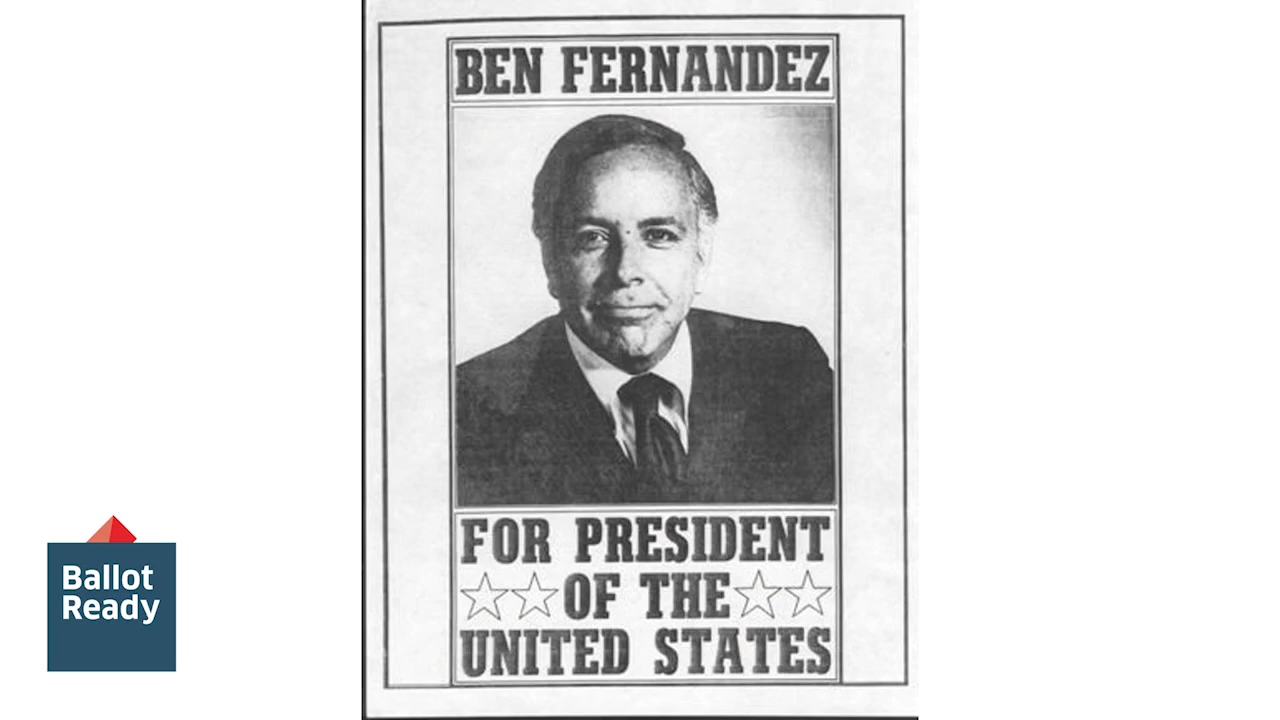 BEN FERNANDEZ
FOR PRESIDENT
OF THE
UNITED STATES
Ballot
Ready